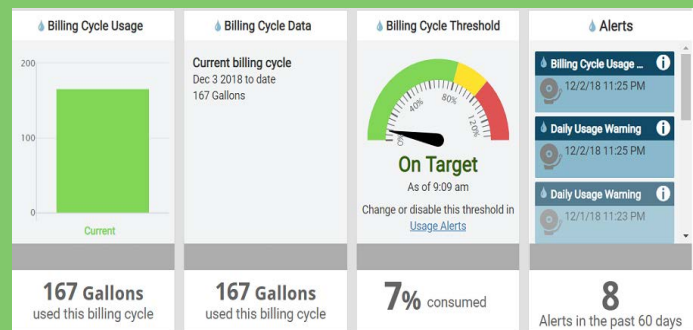 Billing Cycle Usage
200
100
0
Current
167 Gallons
used this billing cycle
Billing Cycle Data
Current billing cycle
Dec 3 2018 to date
167 Gallons
167 Gallons
used this billing cycle
Billing Cycle Threshold
0%
40%
80%
120%
On Target
As of 9:09 am
Change or disable this threshold in
Usage Alerts
7% consumed
Alerts
Billing Cycle Usage ...
12/2/18 11:25 PM
Daily Usage Warning
12/2/18 11:25 PM
Daily Usage Warning
12/1/18 11:23 PM
8
Alerts in the past 60 days